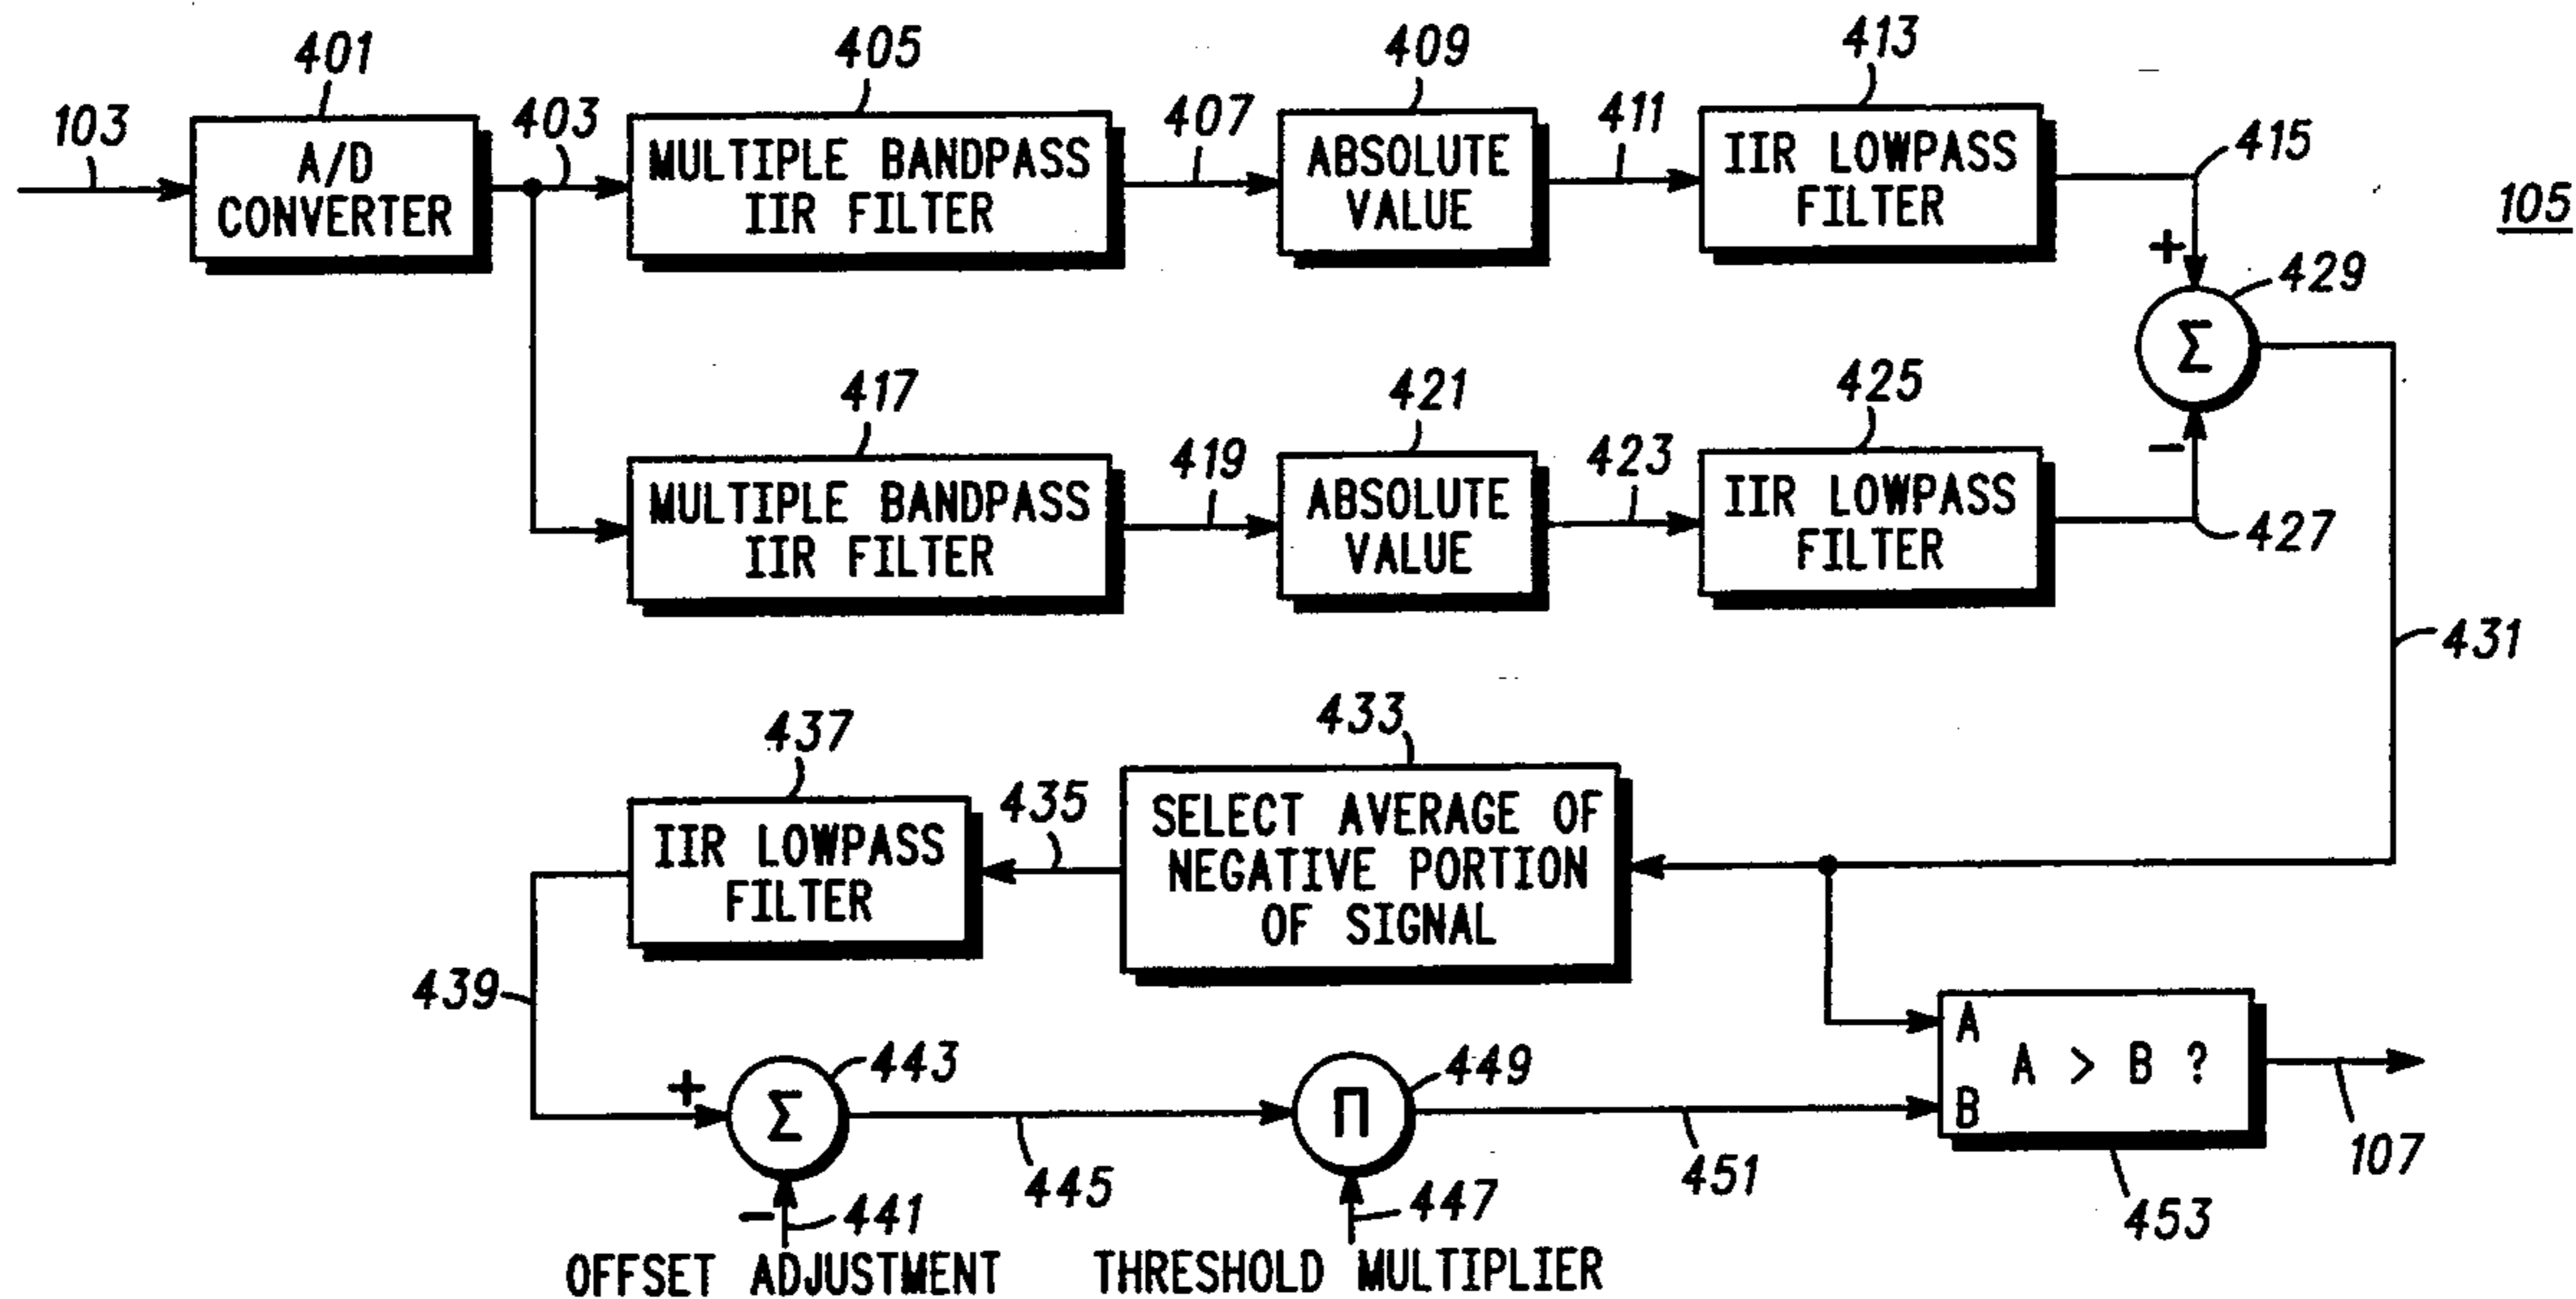 401
405
409
413
103
403
407
411
415
A/D
CONVERTER
MULTIPLE BANDPASS
IIR FILTER
ABSOLUTE
VALUE
IIR LOWPASS
FILTER
105
+
429
Σ
417
419
421
423
425
427
MULTIPLE BANDPASS
IIR FILTER
ABSOLUTE
VALUE
IIR LOWPASS
FILTER
−
431
437
435
433
IIR LOWPASS
FILTER
SELECT AVERAGE OF
NEGATIVE PORTION
OF SIGNAL
439
+
443
Σ
445
449
Π
451
A
A > B ?
B
107
453
− 441
447
OFFSET ADJUSTMENT
THRESHOLD MULTIPLIER